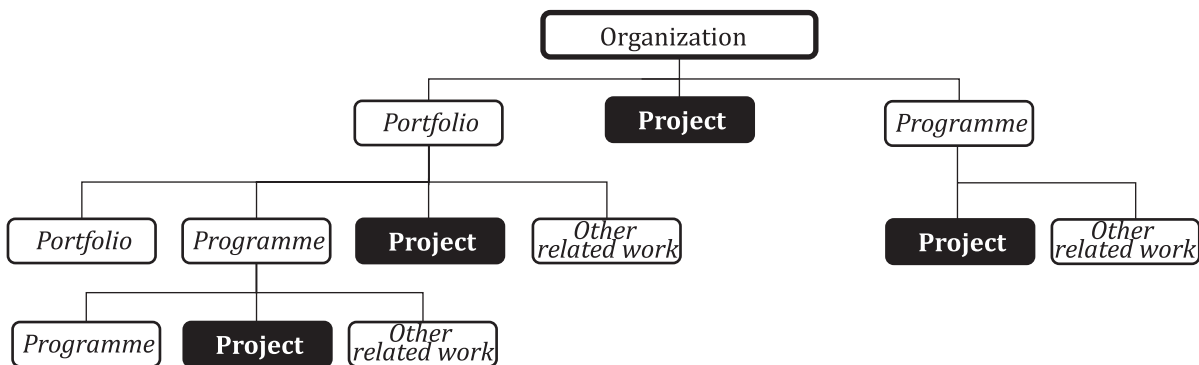 Organization
Portfolio
Project
Programme
Portfolio
Programme
Project
Other
related work
Project
Other
related work
Programme
Project
Other
related work